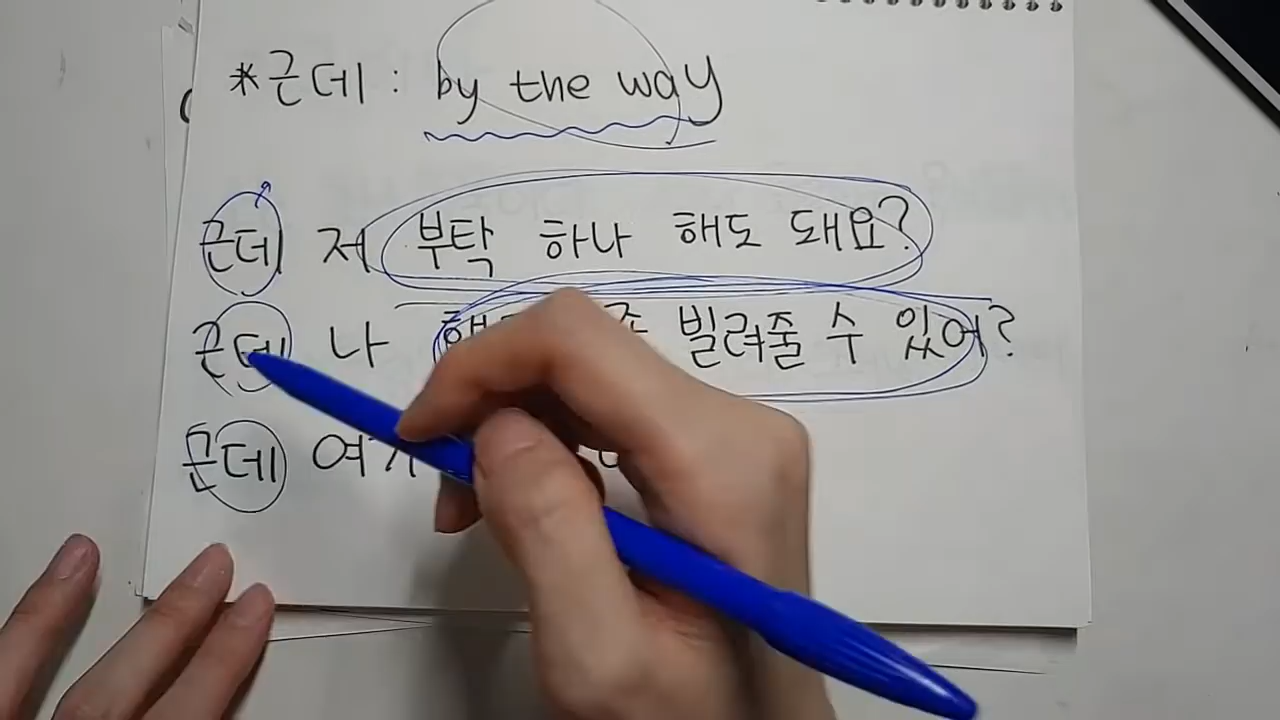 *근데 : by the way
근데 저 부탁 하나 해도 돼요?
근데 나 빌려줄 수 있어?
근데